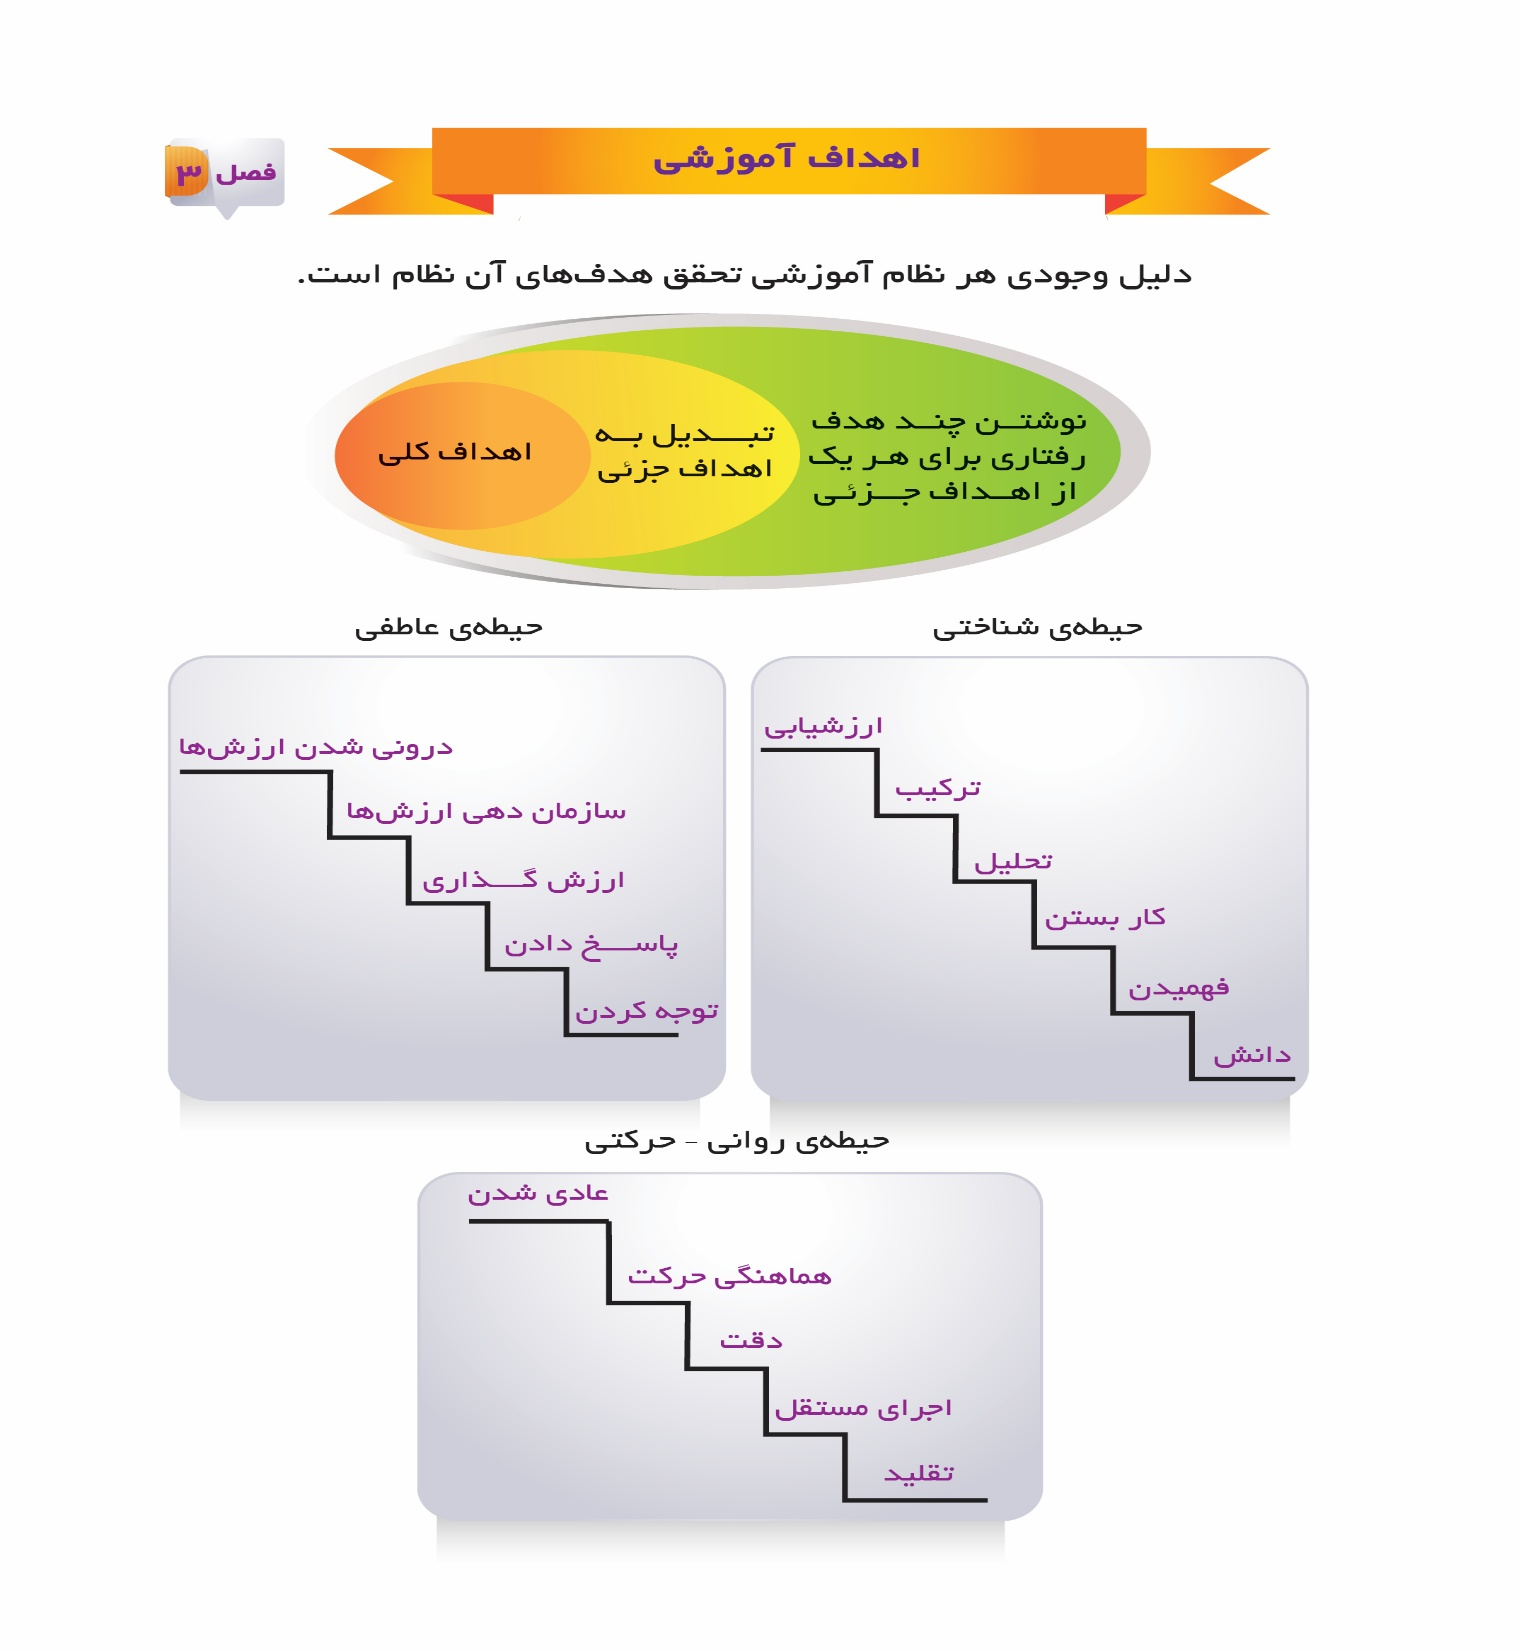 فصل ۳
اهداف آموزشی
دلیل وجودی هر نظام آموزشی تحقق هدف‌های آن نظام است.
نوشتن چند هدف
رفتاری برای هر یک
از اهداف جزئی
تبدیل به
اهداف جزئی
اهداف کلی
حیطه‌ی شناختی
ارزشیابی
ترکیب
تحلیل
کار بستن
فهمیدن
دانش
حیطه‌ی عاطفی
درونی شدن ارزش‌ها
سازمان دهی ارزش‌ها
ارزش گذاری
پاسخ دادن
توجه کردن
حیطه‌ی روانی - حرکتی
عادی شدن
هماهنگی حرکت
دقت
اجرای مستقل
تقلید